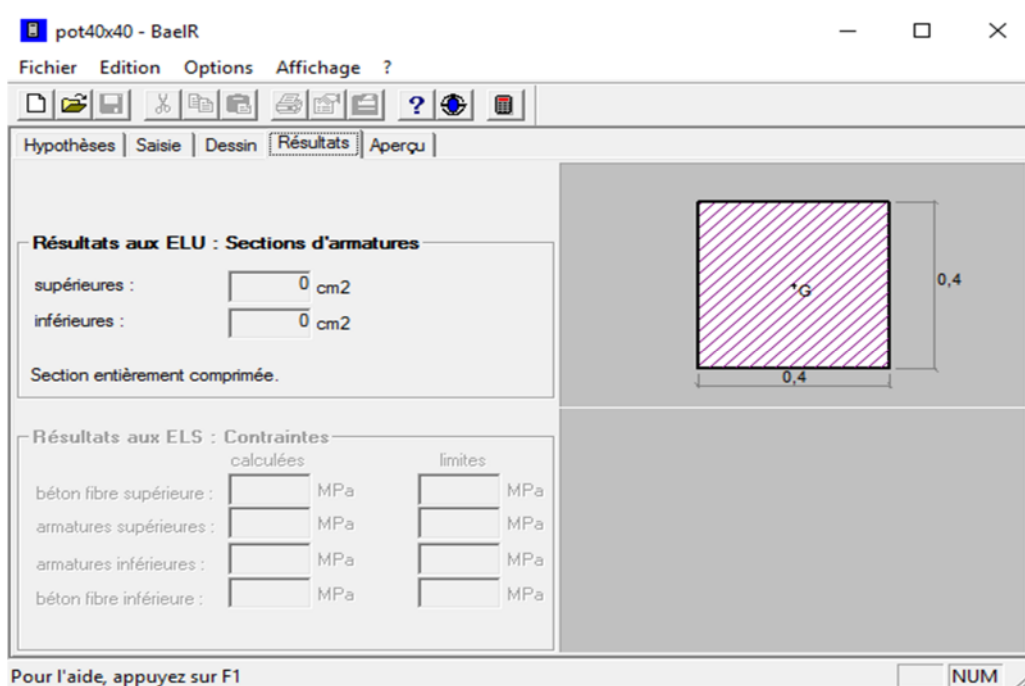 pot40x40 - BaelR
Fichier Edition Options Affichage ?
Hypothèses Saisie Dessin Résultats Aperçu
Résultats aux ELU : Sections d'armatures
supérieures : 0 cm2
inférieures : 0 cm2
Section entièrement comprimée.
G
0,4
0,4
Résultats aux ELS : Contraintes
calculées limites
béton fibre supérieure : MPa MPa
armatures supérieures : MPa MPa
armatures inférieures : MPa MPa
béton fibre inférieure : MPa MPa
Pour l'aide, appuyez sur F1 NUM